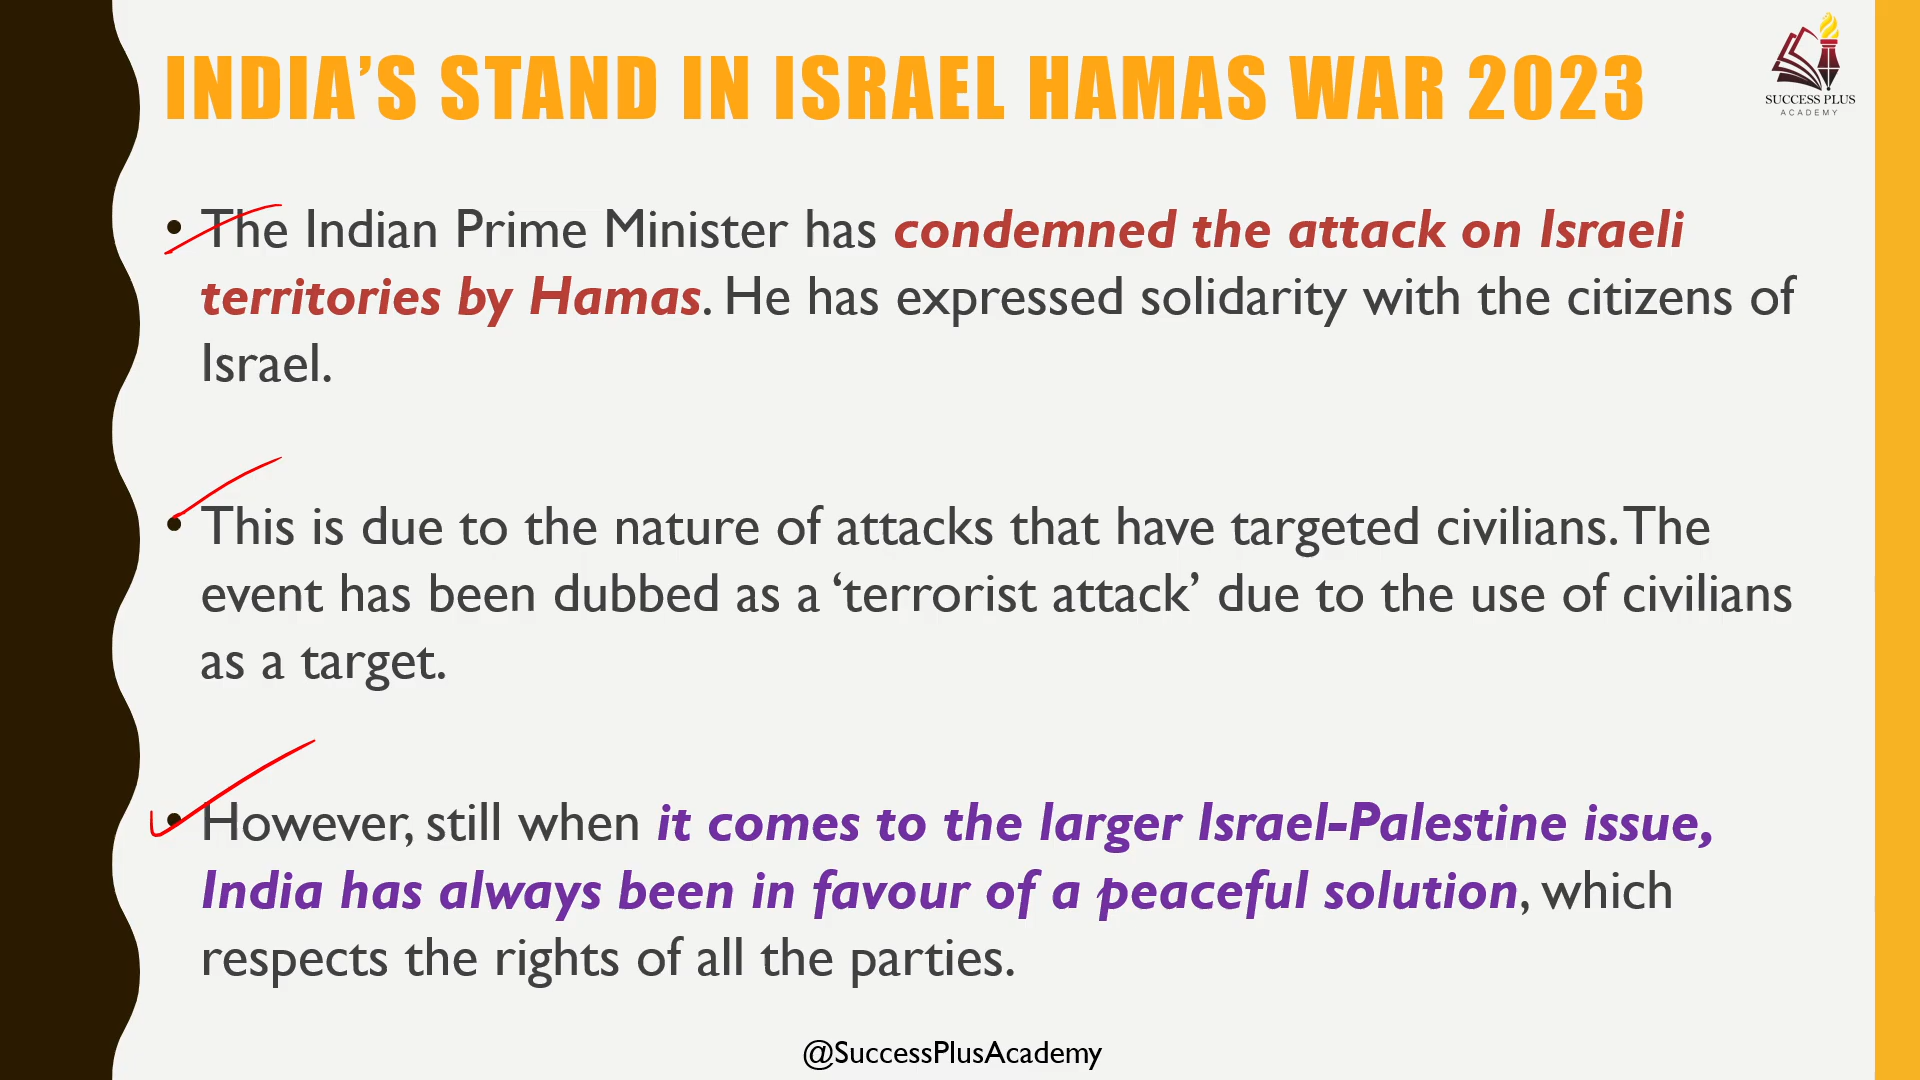 INDIA’S STAND IN ISRAEL HAMAS WAR 2023
SUCCESS PLUS
ACADEMY
• The Indian Prime Minister has condemned the attack on Israeli
territories by Hamas. He has expressed solidarity with the citizens of
Israel.
• This is due to the nature of attacks that have targeted civilians. The
event has been dubbed as a ‘terrorist attack’ due to the use of civilians
as a target.
• However, still when it comes to the larger Israel-Palestine issue,
India has always been in favour of a peaceful solution, which
respects the rights of all the parties.
@SuccessPlusAcademy